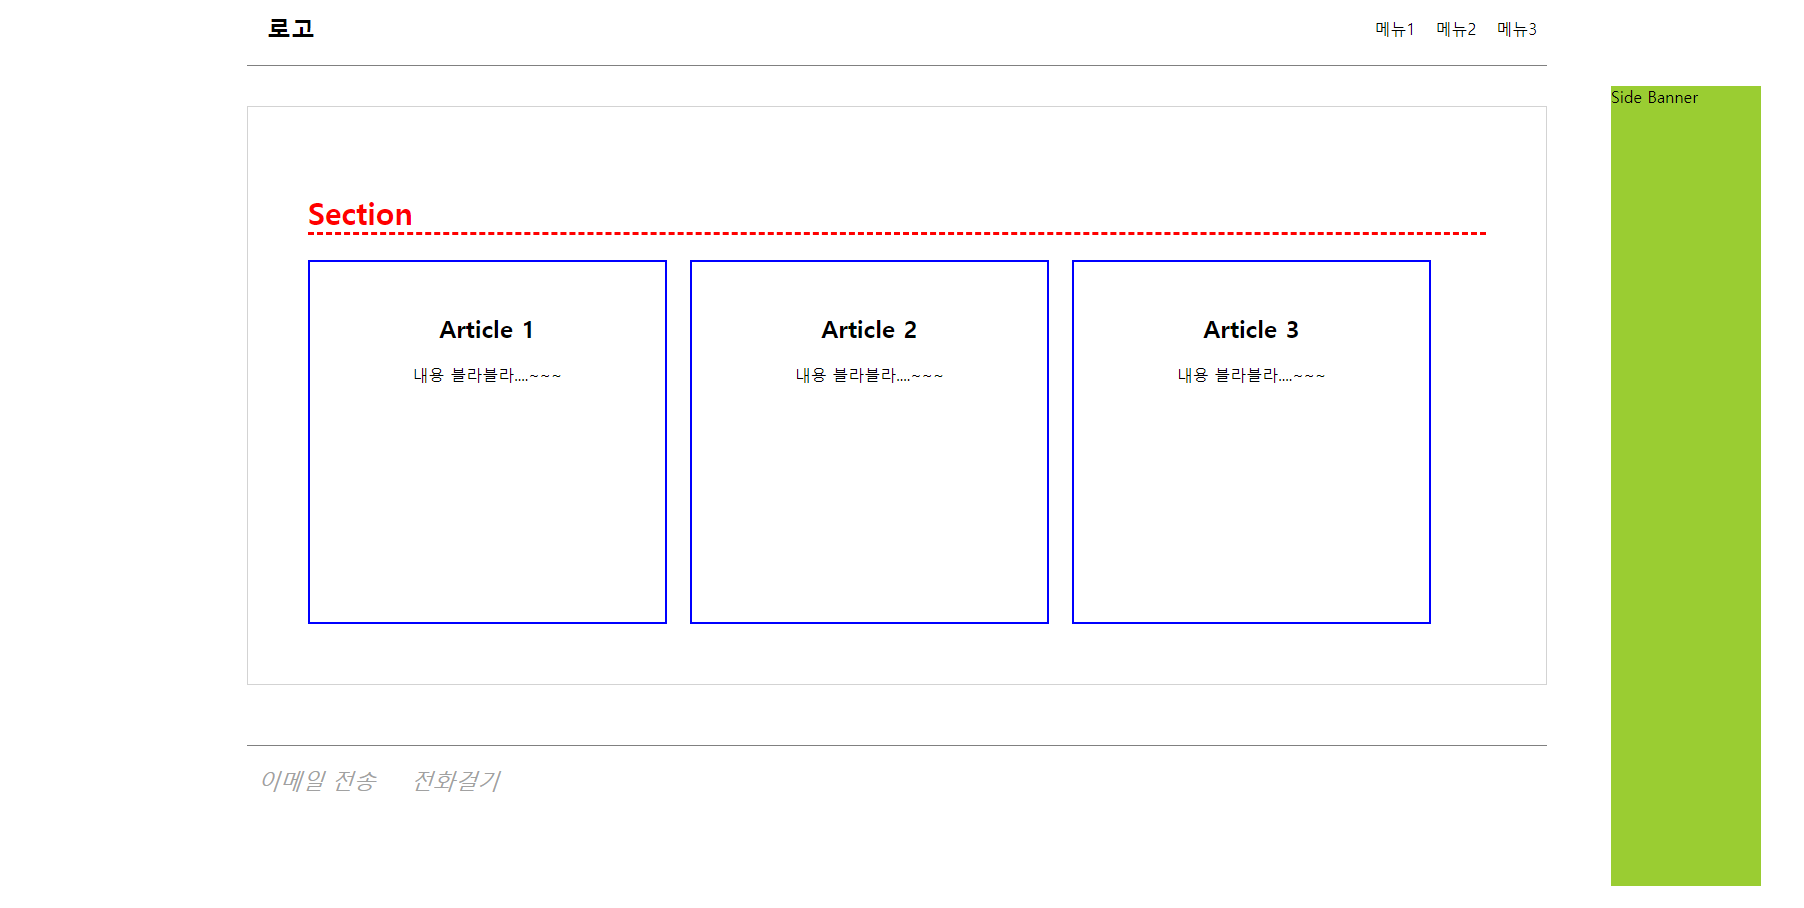 로고
메뉴1 메뉴2 메뉴3
Side Banner
Section
Article 1
내용 블라블라....~~~
Article 2
내용 블라블라....~~~
Article 3
내용 블라블라....~~~
이메일 전송 전화걸기